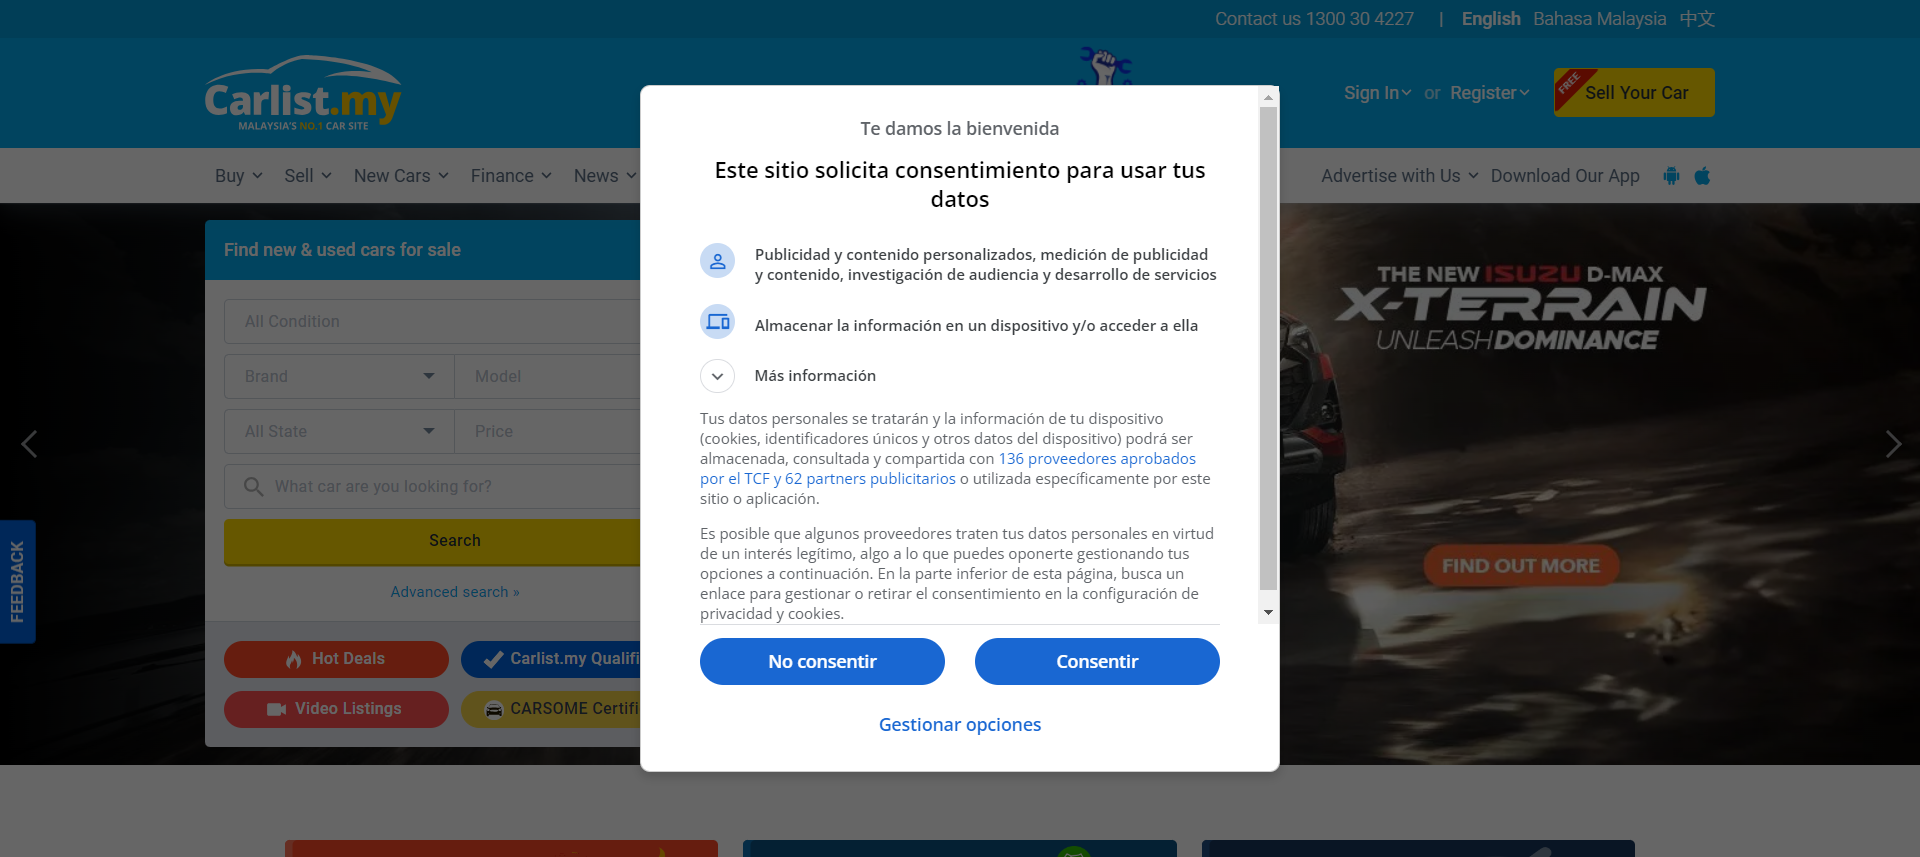 Contact us 1300 30 4227 | English Bahasa Malaysia 中文
Carlist.my
MALAYSIA'S NO.1 CAR SITE
Sign In or Register
FREE
Sell Your Car
Buy Sell New Cars Finance News
Advertise with Us Download Our App
Find new & used cars for sale
All Condition
Brand Model
All State Price
What car are you looking for?
Search
Advanced search »
Hot Deals Carlist.my Qualifi
Video Listings CARSOME Certifi
FEEDBACK
Te damos la bienvenida
Este sitio solicita consentimiento para usar tus
datos
Publicidad y contenido personalizados, medición de publicidad
y contenido, investigación de audiencia y desarrollo de servicios
Almacenar la información en un dispositivo y/o acceder a ella
Más información
Tus datos personales se tratarán y la información de tu dispositivo
(cookies, identificadores únicos y otros datos del dispositivo) podrá ser
almacenada, consultada y compartida con 136 proveedores aprobados
por el TCF y 62 partners publicitarios o utilizada específicamente por este
sitio o aplicación.
Es posible que algunos proveedores traten tus datos personales en virtud
de un interés legítimo, algo a lo que puedes oponerte gestionando tus
opciones a continuación. En la parte inferior de esta página, busca un
enlace para gestionar o retirar el consentimiento en la configuración de
privacidad y cookies.
No consentir Consentir
Gestionar opciones
THE NEW ISUZU D-MAX
X-TERRAIN
UNLEASH DOMINANCE
FIND OUT MORE